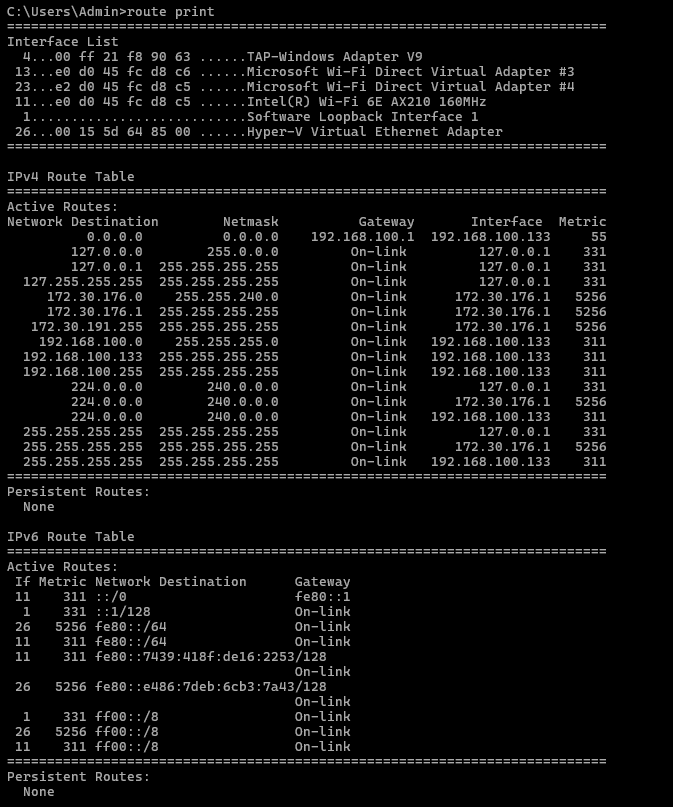 C:\Users\Admin>route print
===========================================================================
Interface List
  4...00 ff 21 f8 90 63 ......TAP-Windows Adapter V9
 13...e0 d0 45 fc d8 c6 ......Microsoft Wi-Fi Direct Virtual Adapter #3
 23...e2 d0 45 fc d8 c5 ......Microsoft Wi-Fi Direct Virtual Adapter #4
 11...e0 d0 45 fc d8 c5 ......Intel(R) Wi-Fi 6E AX210 160MHz
  1...........................Software Loopback Interface 1
 26...00 15 5d 64 85 00 ......Hyper-V Virtual Ethernet Adapter
===========================================================================

IPv4 Route Table
===========================================================================
Active Routes:
Network Destination        Netmask          Gateway       Interface  Metric
          0.0.0.0          0.0.0.0    192.168.100.1  192.168.100.133     55
        127.0.0.0        255.0.0.0         On-link         127.0.0.1    331
        127.0.0.1  255.255.255.255         On-link         127.0.0.1    331
  127.255.255.255  255.255.255.255         On-link         127.0.0.1    331
     172.30.176.0    255.255.240.0         On-link      172.30.176.1   5256
     172.30.176.1  255.255.255.255         On-link      172.30.176.1   5256
   172.30.191.255  255.255.255.255         On-link      172.30.176.1   5256
    192.168.100.0    255.255.255.0         On-link   192.168.100.133    311
  192.168.100.133  255.255.255.255         On-link   192.168.100.133    311
  192.168.100.255  255.255.255.255         On-link   192.168.100.133    311
        224.0.0.0        240.0.0.0         On-link         127.0.0.1    331
        224.0.0.0        240.0.0.0         On-link      172.30.176.1   5256
        224.0.0.0        240.0.0.0         On-link   192.168.100.133    311
  255.255.255.255  255.255.255.255         On-link         127.0.0.1    331
  255.255.255.255  255.255.255.255         On-link      172.30.176.1   5256
  255.255.255.255  255.255.255.255         On-link   192.168.100.133    311
===========================================================================
Persistent Routes:
  None

IPv6 Route Table
===========================================================================
Active Routes:
 If Metric Network Destination      Gateway
 11    311 ::/0                     fe80::1
  1    331 ::1/128                  On-link
 26   5256 fe80::/64                On-link
 11    311 fe80::/64                On-link
 11    311 fe80::7439:418f:de16:2253/128
                                    On-link
 26   5256 fe80::e486:7deb:6cb3:7a43/128
                                    On-link
  1    331 ff00::/8                 On-link
 26   5256 ff00::/8                 On-link
 11    311 ff00::/8                 On-link
===========================================================================
Persistent Routes:
  None